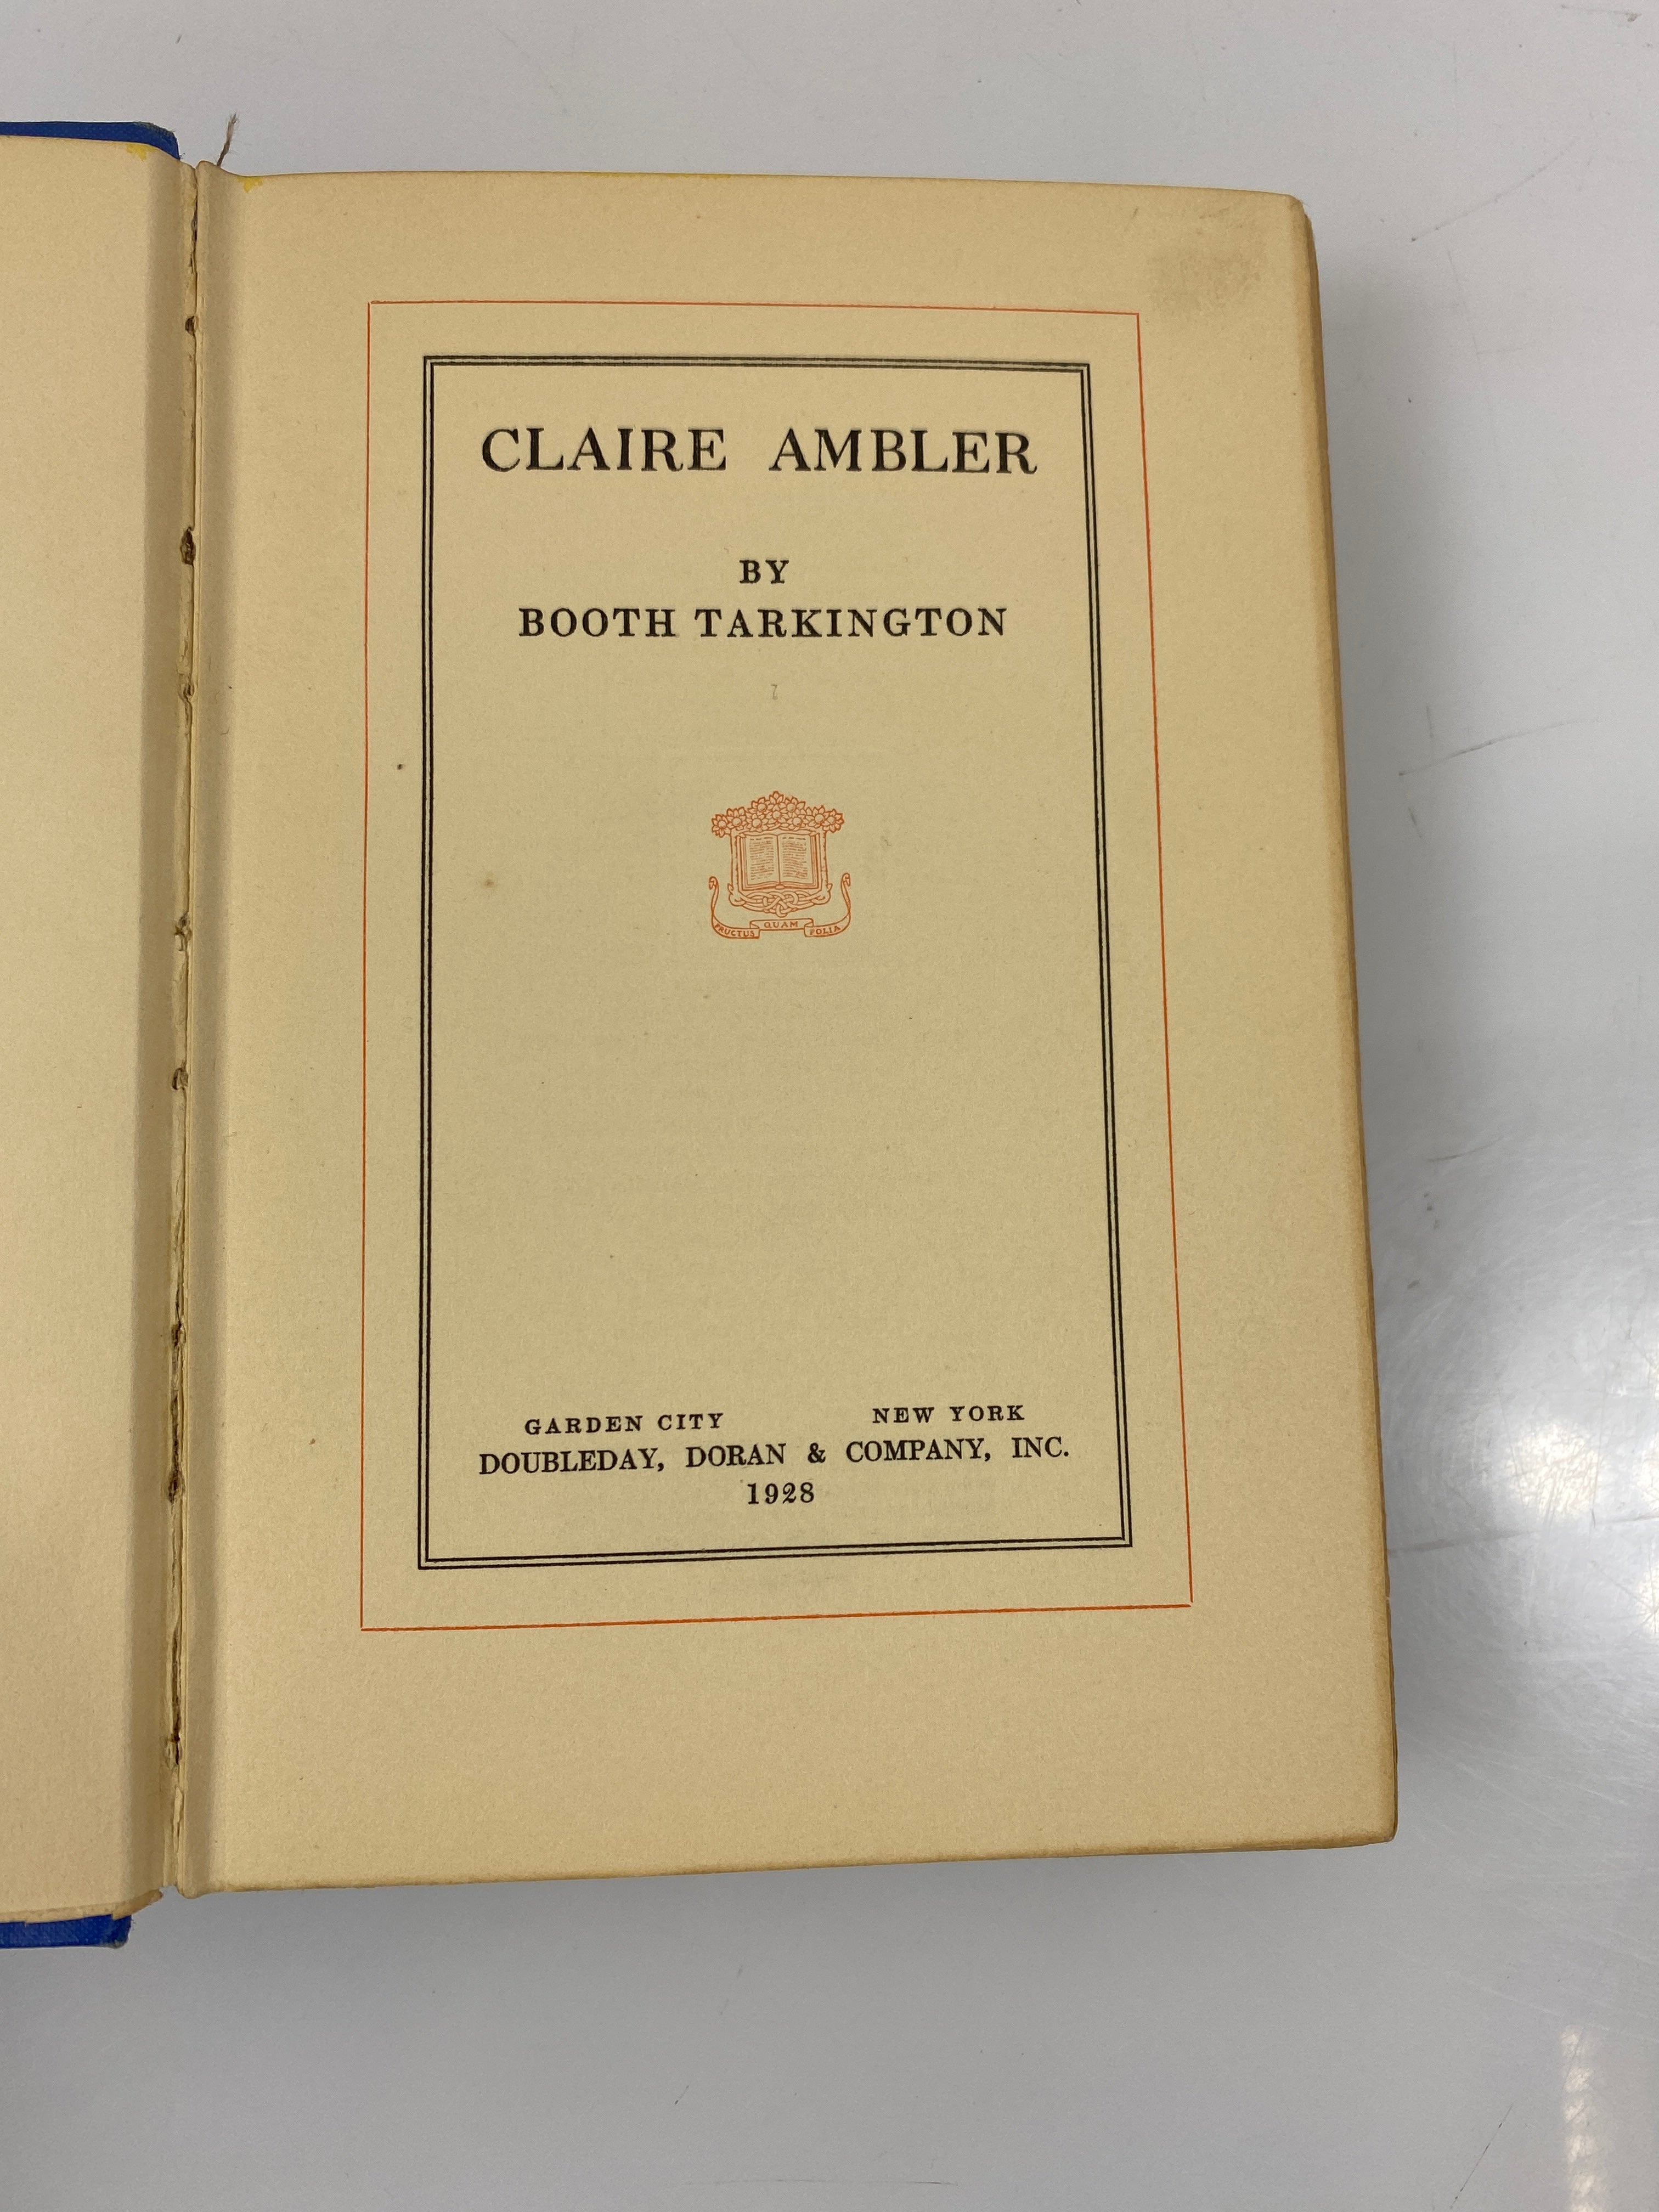 CLAIRE AMBLER
BY
BOOTH TARKINGTON
FRUCTUS QUAM FOLIA
GARDEN CITY NEW YORK
DOUBLEDAY, DORAN & COMPANY, INC.
1928